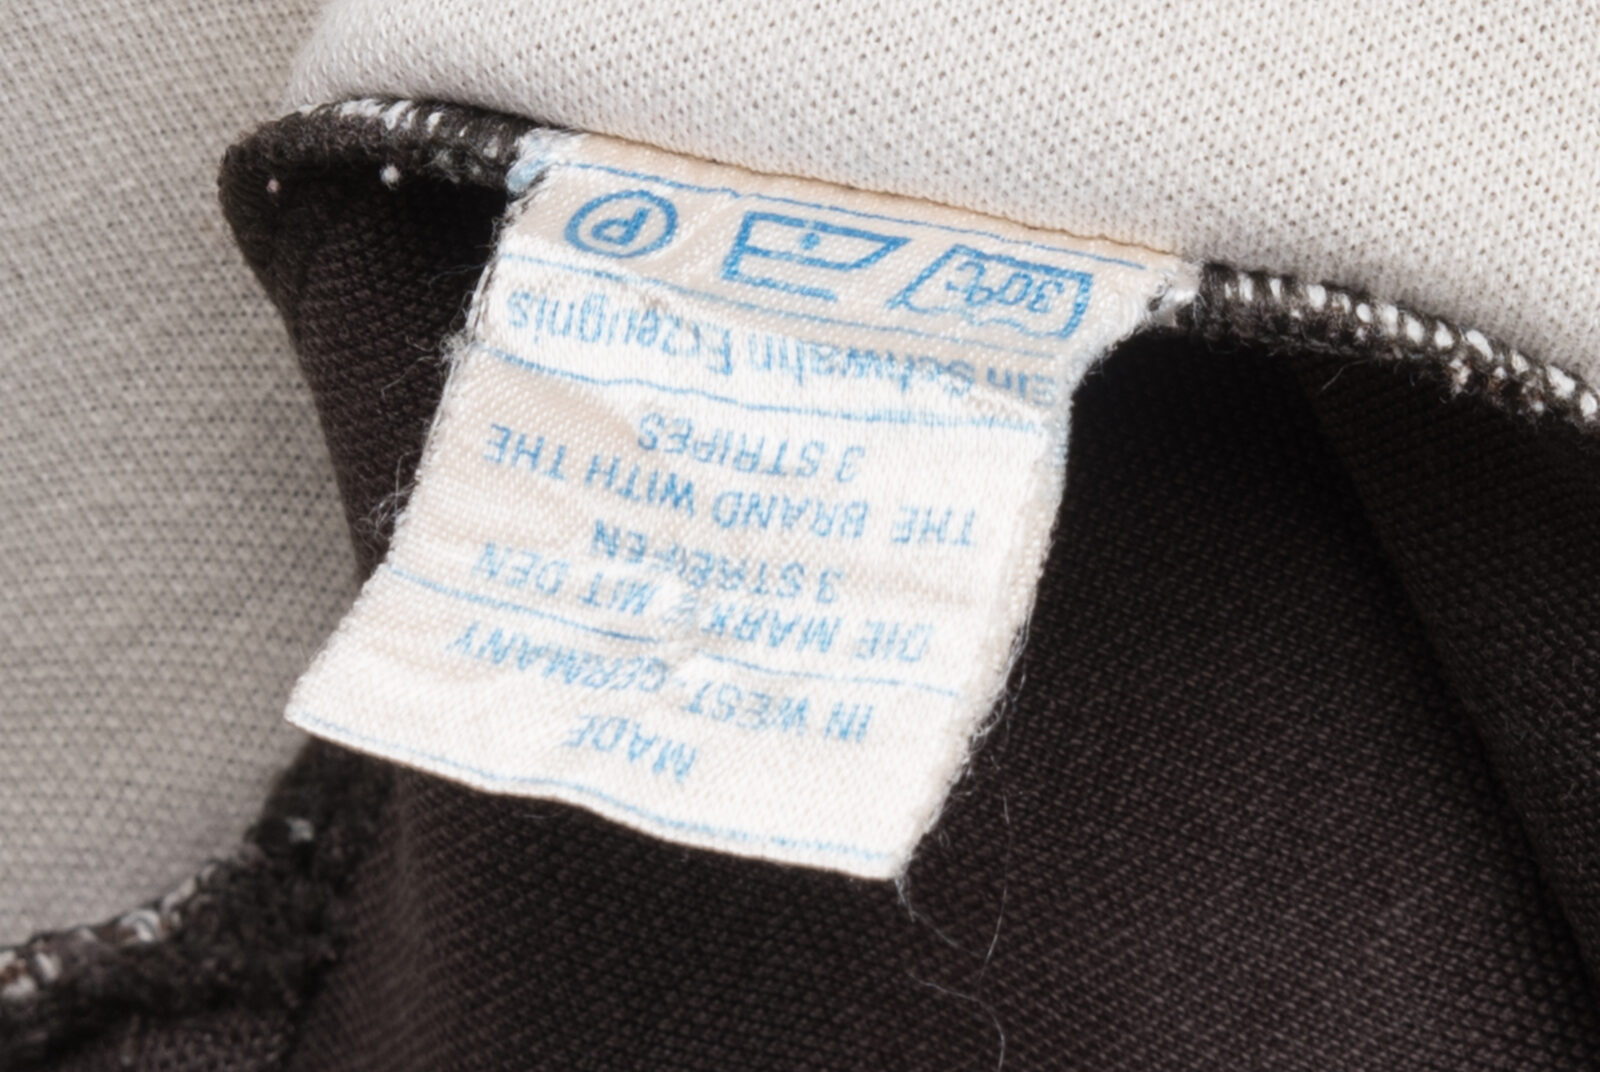 MADE
IN WEST GERMANY
DIE MARKE MIT DEN
3 STREIFEN
THE BRAND WITH THE
3 STRIPES
ein Schwahn Erzeugnis
30°C
P